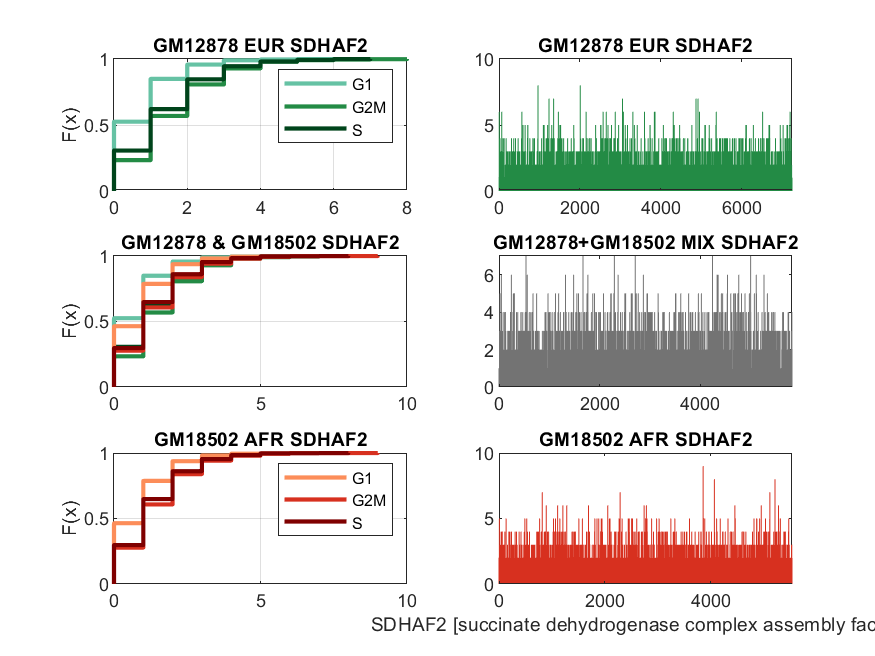 GM12878 EUR SDHAF2
F(x)
1
0.5
0
0 2 4 6 8
G1
G2M
S
GM12878 EUR SDHAF2
10
5
0
0 2000 4000 6000
GM12878 & GM18502 SDHAF2
F(x)
1
0.5
0
0 5 10
GM12878+GM18502 MIX SDHAF2
6
4
2
0
0 2000 4000
GM18502 AFR SDHAF2
F(x)
1
0.5
0
0 5 10
G1
G2M
S
GM18502 AFR SDHAF2
10
5
0
0 2000 4000
SDHAF2 [succinate dehydrogenase complex assembly fac